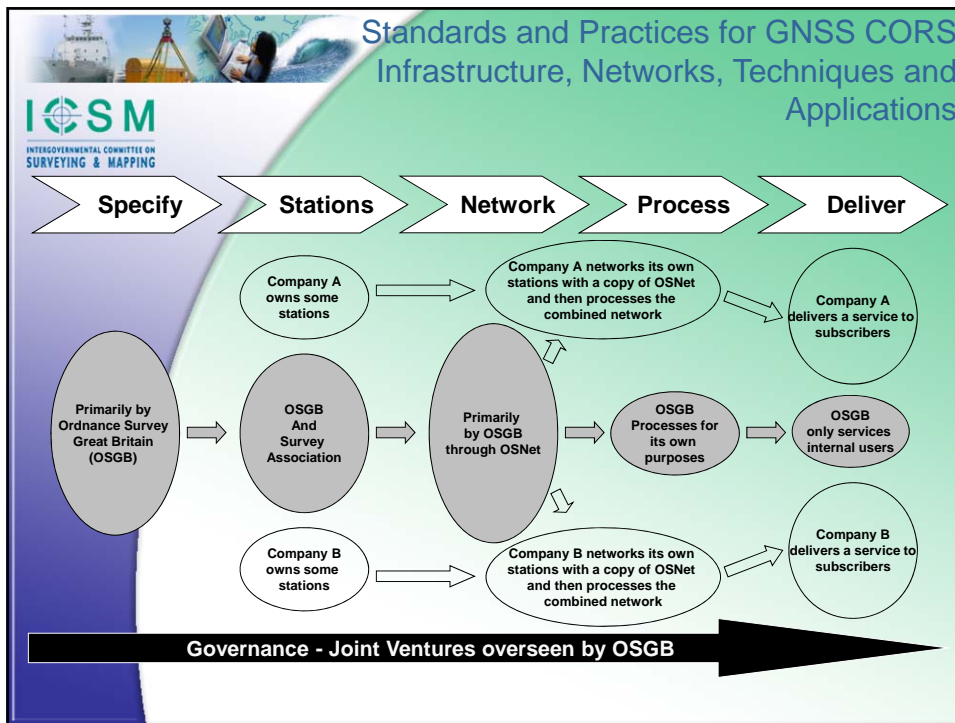 Standards and Practices for GNSS CORS
Infrastructure, Networks, Techniques and
Applications
ICSM
INTERGOVERNMENTAL COMMITTEE ON
SURVEYING & MAPPING
Specify
Stations
Network
Process
Deliver
Company A
owns some
stations
Company A networks its own
stations with a copy of OSNet
and then processes the
combined network
Company A
delivers a service to
subscribers
Primarily by
Ordnance Survey
Great Britain
(OSGB)
OSGB
And
Survey
Association
Primarily
by OSGB
through OSNet
OSGB
Processes for
its own
purposes
OSGB
only services
internal users
Company B
owns some
stations
Company B networks its own
stations with a copy of OSNet
and then processes the
combined network
Company B
delivers a service to
subscribers
Governance - Joint Ventures overseen by OSGB